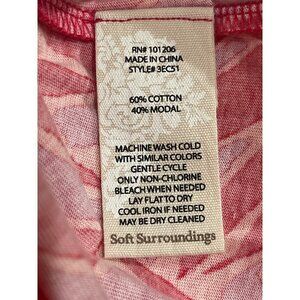 RN# 101206
MADE IN CHINA
STYLE# 3EC51
60% COTTON
40% MODAL
MACHINE WASH COLD
WITH SIMILAR COLORS
GENTLE CYCLE
ONLY NON-CHLORINE
BLEACH WHEN NEEDED
LAY FLAT TO DRY
COOL IRON IF NEEDED
MAY BE DRY CLEANED
Soft Surroundings